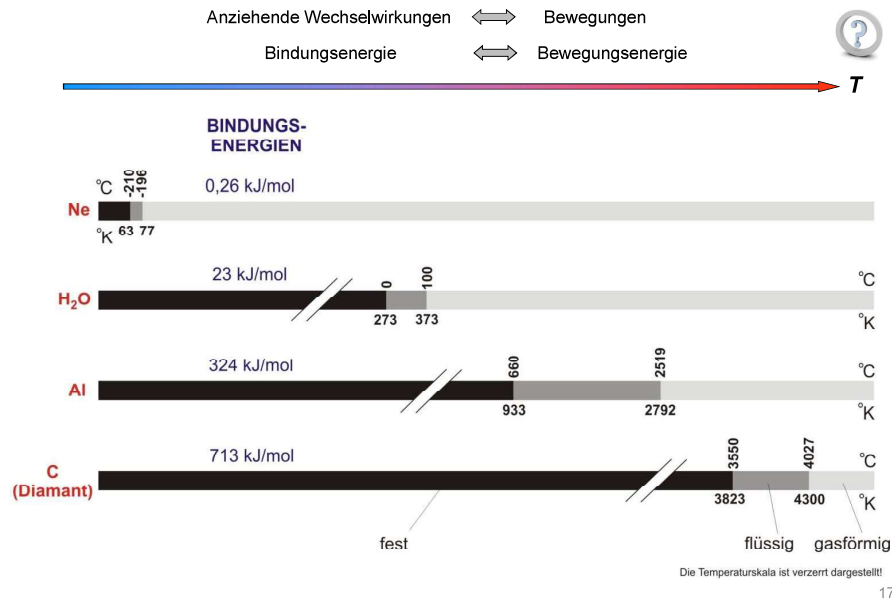 Anziehende Wechselwirkungen Bewegungen
Bindungsenergie Bewegungsenergie
?
T
BINDUNGS-
ENERGIEN
°C -210 -196 0,26 kJ/mol
Ne
°K 63 77
23 kJ/mol 0 100 °C
H₂O
273 373 °K
324 kJ/mol 660 2519 °C
Al
933 2792 °K
713 kJ/mol 3550 4027 °C
C
(Diamant)
3823 4300 °K
fest flüssig gasförmig
Die Temperaturskala ist verzerrt dargestellt!
17